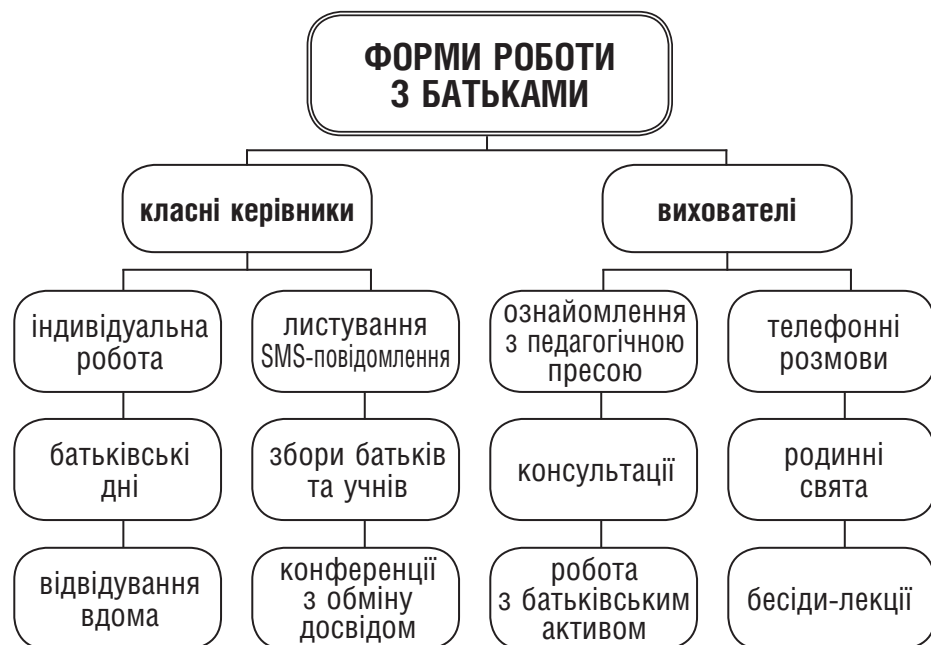 ФОРМИ РОБОТИ
З БАТЬКАМИ
класні керівники
вихователі
індивідуальна
робота
листування
SMS-повідомлення
ознайомлення
з педагогічною
пресою
телефонні
розмови
батьківські
дні
збори батьків
та учнів
консультації
родинні
свята
відвідування
вдома
конференції
з обміну
досвідом
робота
з батьківським
активом
бесіди-лекції